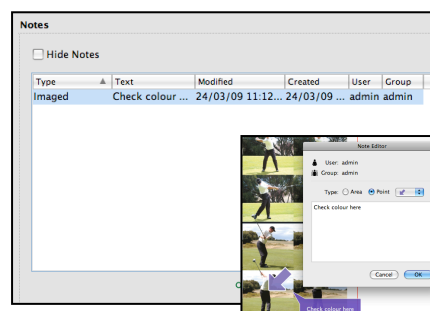 Notes
Hide Notes
Type Text Modified Created User Group
Imaged Check colour ... 24/03/09 11:12... 24/03/09 ... admin admin
Note Editor
User: admin
Group: admin
Type: Area Point
Check colour here
Cancel OK
Check colour here